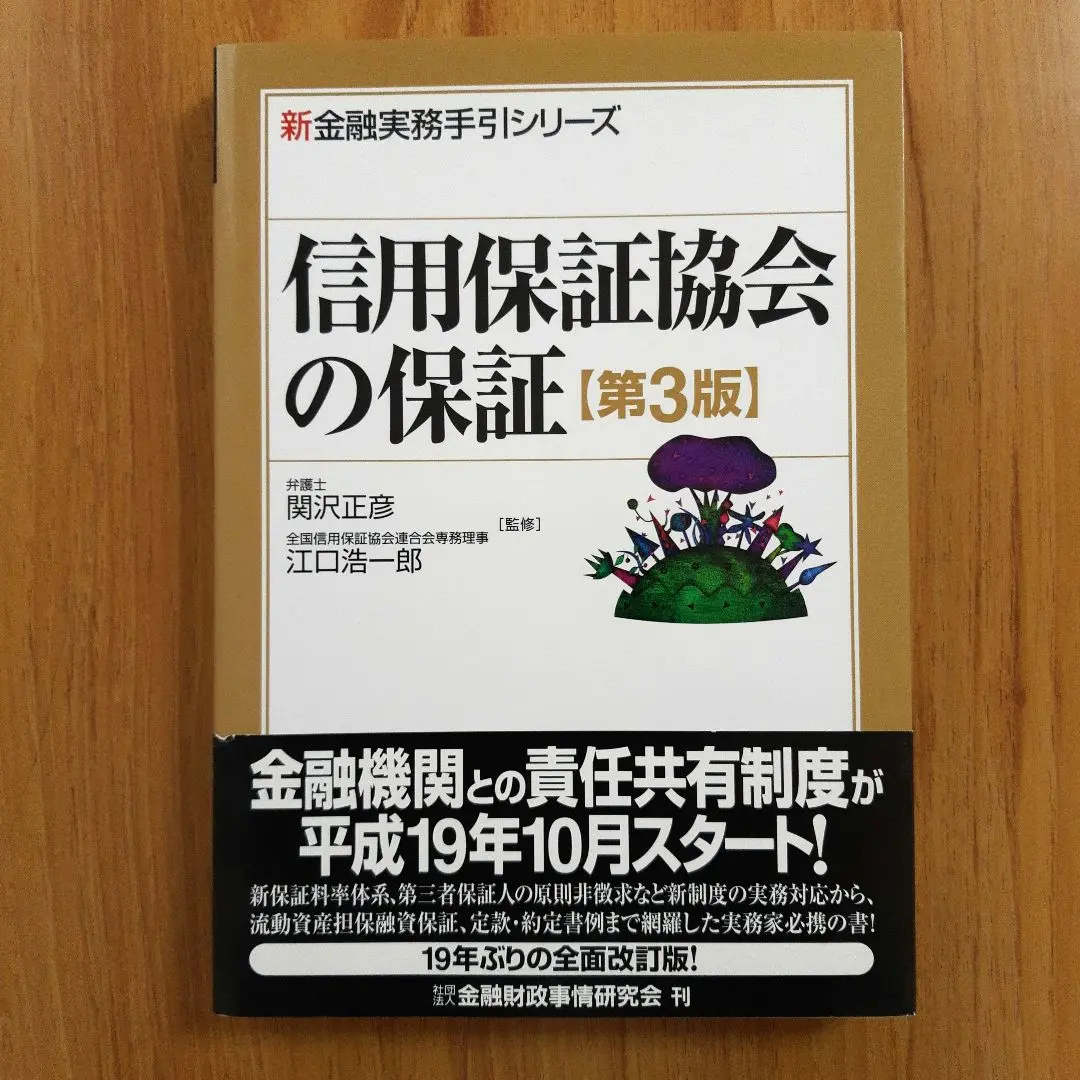 新金融実務手引シリーズ
信用保証協会
の保証【第3版】
弁護士
関沢正彦
[監修]
全国信用保証協会連合会専務理事
江口浩一郎
金融機関との責任共有制度が
平成19年10月スタート!
新保証料率体系、第三者保証人の原則非徴求など新制度の実務対応から、
流動資産担保融資保証、定款・約定書例まで網羅した実務家必携の書!
19年ぶりの全面改訂版!
社団法人 金融財政事情研究会 刊